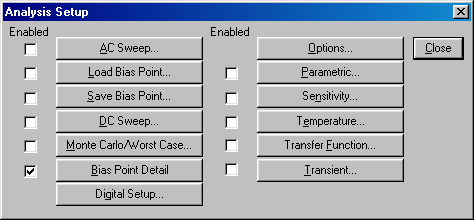 Analysis Setup
Enabled
Enabled
AC Sweep...
Options...
Close
Load Bias Point...
Parametric...
Save Bias Point...
Sensitivity...
DC Sweep...
Temperature...
Monte Carlo/Worst Case...
Transfer Function...
Bias Point Detail
Transient...
Digital Setup...